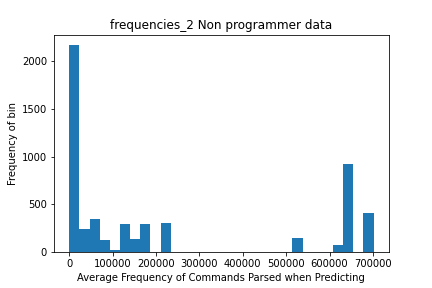 frequencies_2 Non programmer data
Frequency of bin
2000
1500
1000
500
0
0 100000 200000 300000 400000 500000 600000 700000
Average Frequency of Commands Parsed when Predicting